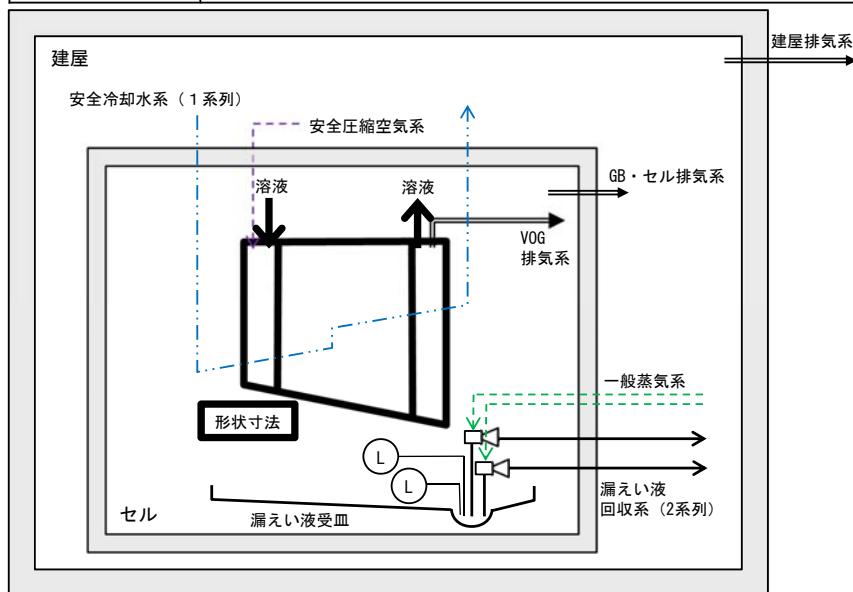 建屋排気系
建屋
安全冷却水系（１系列）
安全圧縮空気系
GB・セル排気系
溶液
溶液
VOG
排気系
一般蒸気系
形状寸法
L
L
漏えい液
回収系（2系列）
セル
漏えい液受皿